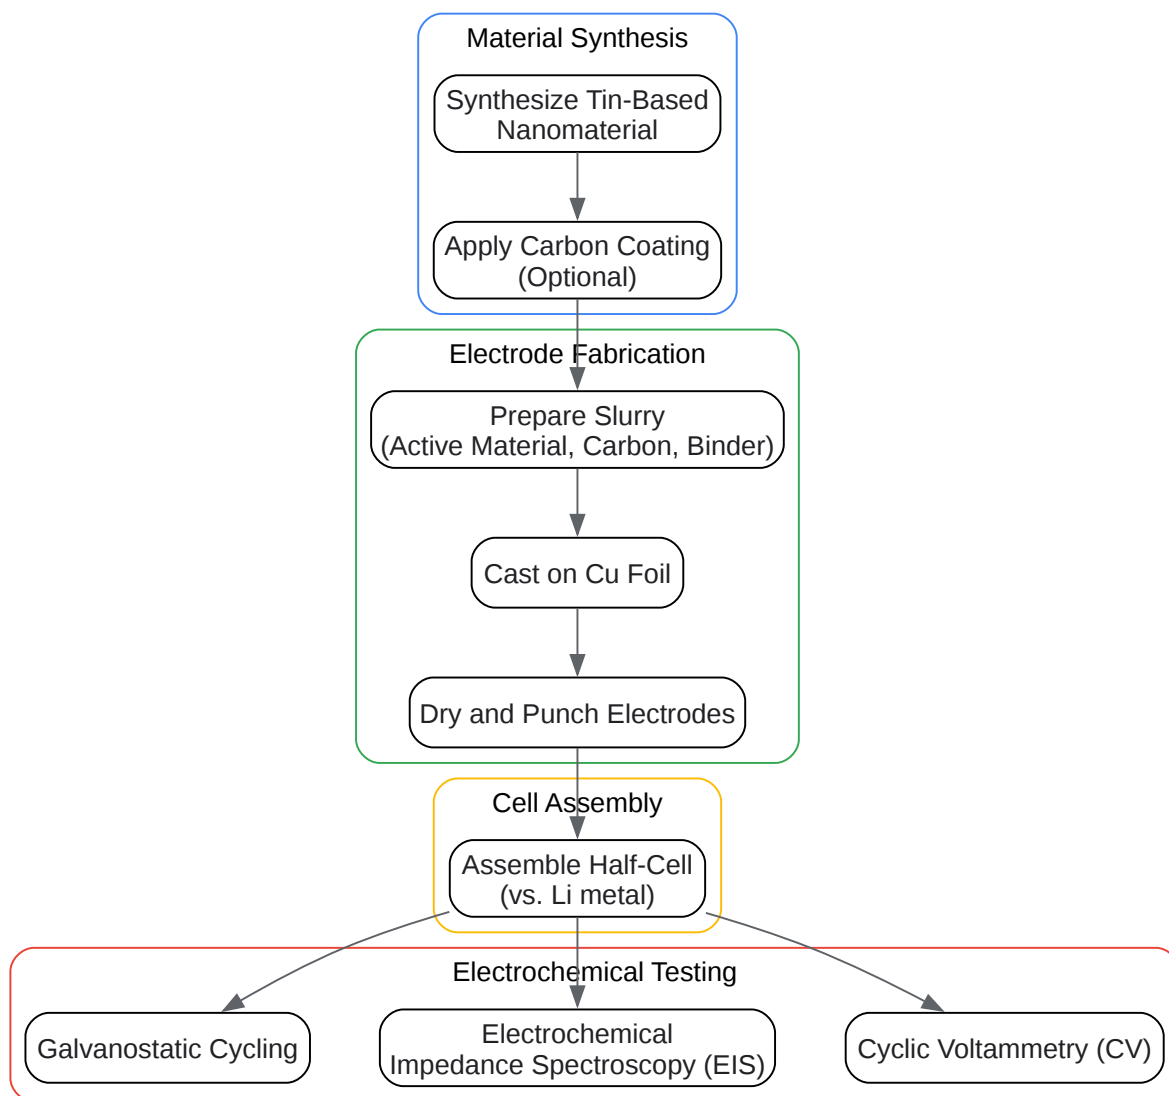 Material Synthesis
Synthesize Tin-Based
Nanomaterial
Apply Carbon Coating
(Optional)
Electrode Fabrication
Prepare Slurry
(Active Material, Carbon, Binder)
Cast on Cu Foil
Dry and Punch Electrodes
Cell Assembly
Assemble Half-Cell
(vs. Li metal)
Electrochemical Testing
Galvanostatic Cycling
Electrochemical
Impedance Spectroscopy (EIS)
Cyclic Voltammetry (CV)